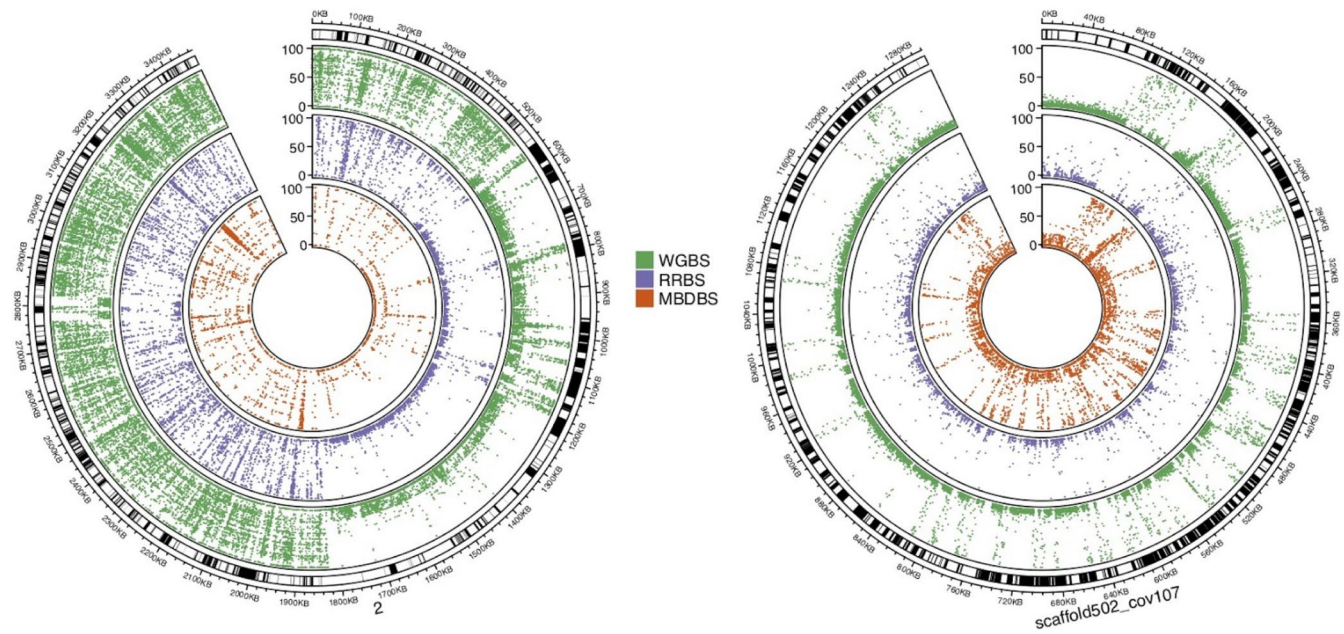 0KB
100KB
200KB
300KB
400KB
500KB
600KB
700KB
800KB
900KB
1000KB
1100KB
1200KB
1300KB
1400KB
1500KB
1600KB
1700KB
1800KB
1900KB
2000KB
2100KB
2200KB
2300KB
2400KB
2500KB
2600KB
2700KB
2800KB
2900KB
3000KB
3100KB
3200KB
3300KB
3400KB
100
50
0
100
50
0
100
50
0
2
WGBS
RRBS
MBDBS
0KB
40KB
80KB
120KB
160KB
200KB
240KB
280KB
320KB
360KB
400KB
440KB
480KB
520KB
560KB
600KB
640KB
680KB
720KB
760KB
800KB
840KB
880KB
920KB
960KB
1000KB
1040KB
1080KB
1120KB
1160KB
1200KB
1240KB
1280KB
100
50
0
100
50
0
100
50
0
scaffold502_cov107